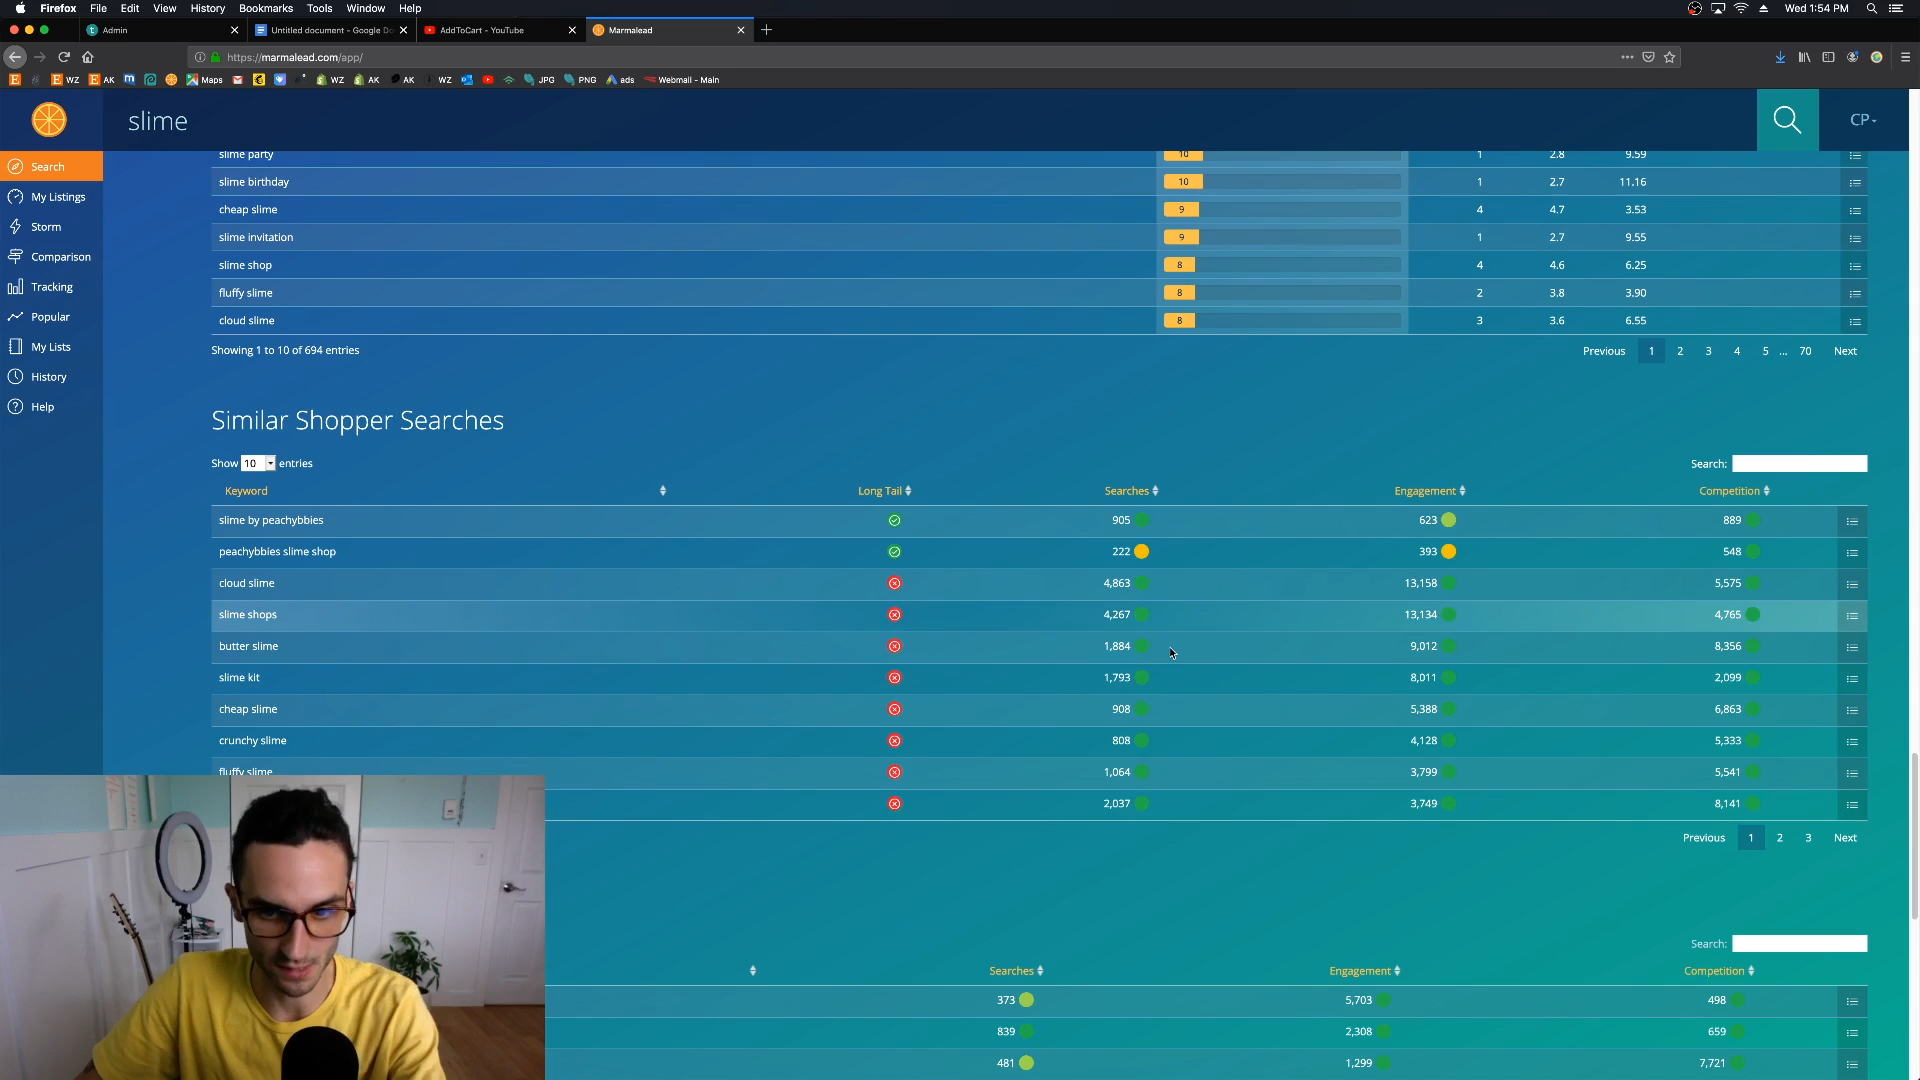 Firefox File Edit View History Bookmarks Tools Window Help Wed 1:54 PM
Admin Untitled document - Google Do AddToCart - YouTube Marmalead
https://marmalead.com/app/
WZ AK Maps WZ AK AK WZ JPG PNG ads Webmail - Main
slime CP
Search
My Listings
Storm
Comparison
Tracking
Popular
My Lists
History
Help
slime party 10 1 2.8 9.59
slime birthday 10 1 2.7 11.16
cheap slime 9 4 4.7 3.53
slime invitation 9 1 2.7 9.55
slime shop 8 4 4.6 6.25
fluffy slime 8 2 3.8 3.90
cloud slime 8 3 3.6 6.55
Showing 1 to 10 of 694 entries Previous 1 2 3 4 5 ... 70 Next
Similar Shopper Searches
Show 10 entries Search:
Keyword Long Tail Searches Engagement Competition
slime by peachybbies 905 623 889
peachybbies slime shop 222 393 548
cloud slime 4,863 13,158 5,575
slime shops 4,267 13,134 4,765
butter slime 1,884 9,012 8,356
slime kit 1,793 8,011 2,099
cheap slime 908 5,388 6,863
crunchy slime 808 4,128 5,333
fluffy slime 1,064 3,799 5,541
2,037 3,749 8,141
Previous 1 2 3 Next
Search:
Searches Engagement Competition
373 5,703 498
839 2,308 659
481 1,299 7,721